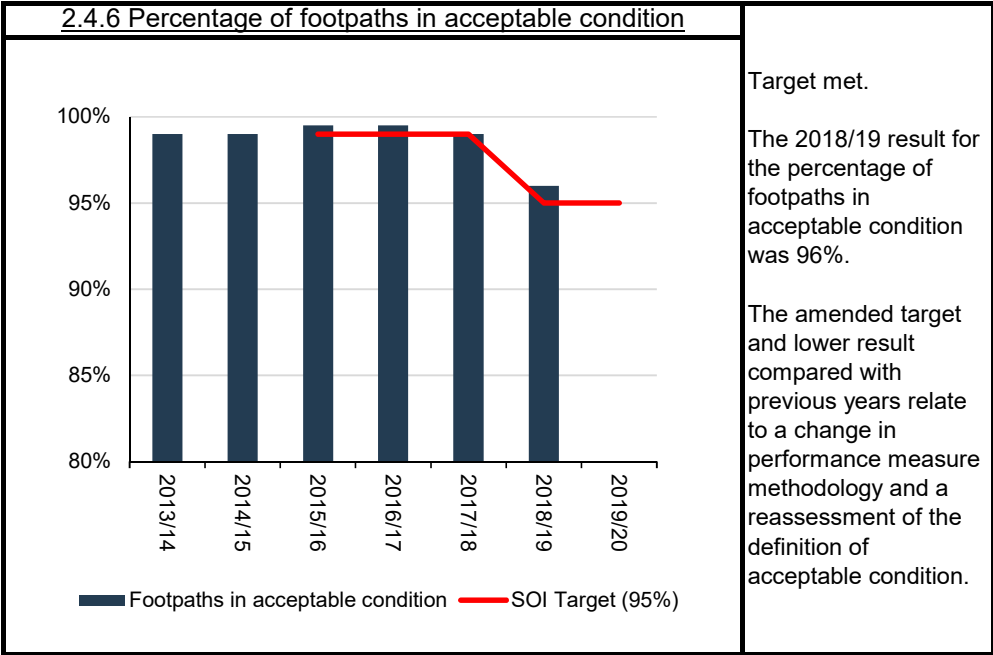 2.4.6 Percentage of footpaths in acceptable condition
100%
95%
90%
85%
80%
2013/14
2014/15
2015/16
2016/17
2017/18
2018/19
2019/20
Footpaths in acceptable condition
SOI Target (95%)
Target met.
The 2018/19 result for
the percentage of
footpaths in
acceptable condition
was 96%.
The amended target
and lower result
compared with
previous years relate
to a change in
performance measure
methodology and a
reassessment of the
definition of
acceptable condition.